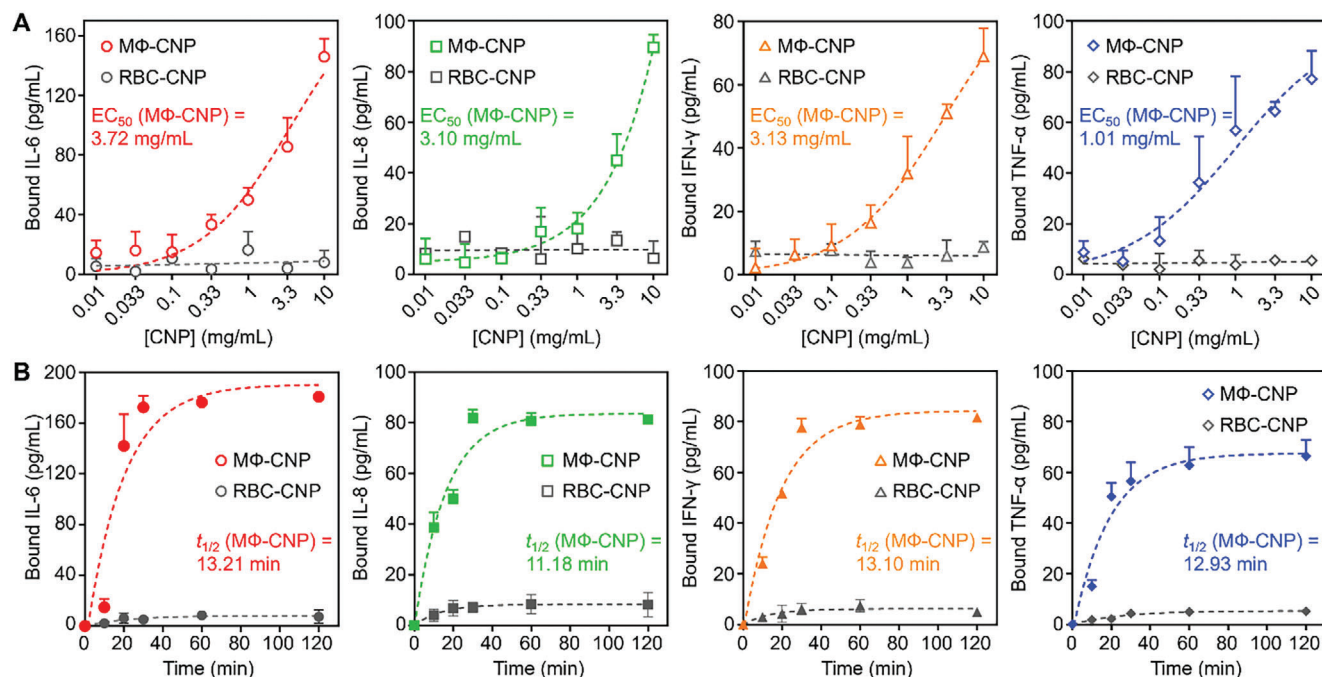 A
Bound IL-6 (pg/mL)
160
120
80
40
0
MΦ-CNP
RBC-CNP
EC50 (MΦ-CNP) =
3.72 mg/mL
0.01
0.033
0.1
0.33
1
3.3
10
[CNP] (mg/mL)
Bound IL-8 (pg/mL)
100
80
60
40
20
0
MΦ-CNP
RBC-CNP
EC50 (MΦ-CNP) =
3.10 mg/mL
0.01
0.033
0.1
0.33
1
3.3
10
[CNP] (mg/mL)
Bound IFN-γ (pg/mL)
80
60
40
20
0
MΦ-CNP
RBC-CNP
EC50 (MΦ-CNP) =
3.13 mg/mL
0.01
0.033
0.1
0.33
1
3.3
10
[CNP] (mg/mL)
Bound TNF-α (pg/mL)
100
80
60
40
20
0
MΦ-CNP
RBC-CNP
EC50 (MΦ-CNP) =
1.01 mg/mL
0.01
0.033
0.1
0.33
1
3.3
10
[CNP] (mg/mL)
B
Bound IL-6 (pg/mL)
200
160
120
80
40
0
MΦ-CNP
RBC-CNP
t1/2 (MΦ-CNP) =
13.21 min
0 20 40 60 80 100 120
Time (min)
Bound IL-8 (pg/mL)
100
80
60
40
20
0
MΦ-CNP
RBC-CNP
t1/2 (MΦ-CNP) =
11.18 min
0 20 40 60 80 100 120
Time (min)
Bound IFN-γ (pg/mL)
100
80
60
40
20
0
MΦ-CNP
RBC-CNP
t1/2 (MΦ-CNP) =
13.10 min
0 20 40 60 80 100 120
Time (min)
Bound TNF-α (pg/mL)
100
80
60
40
20
0
MΦ-CNP
RBC-CNP
t1/2 (MΦ-CNP) =
12.93 min
0 20 40 60 80 100 120
Time (min)